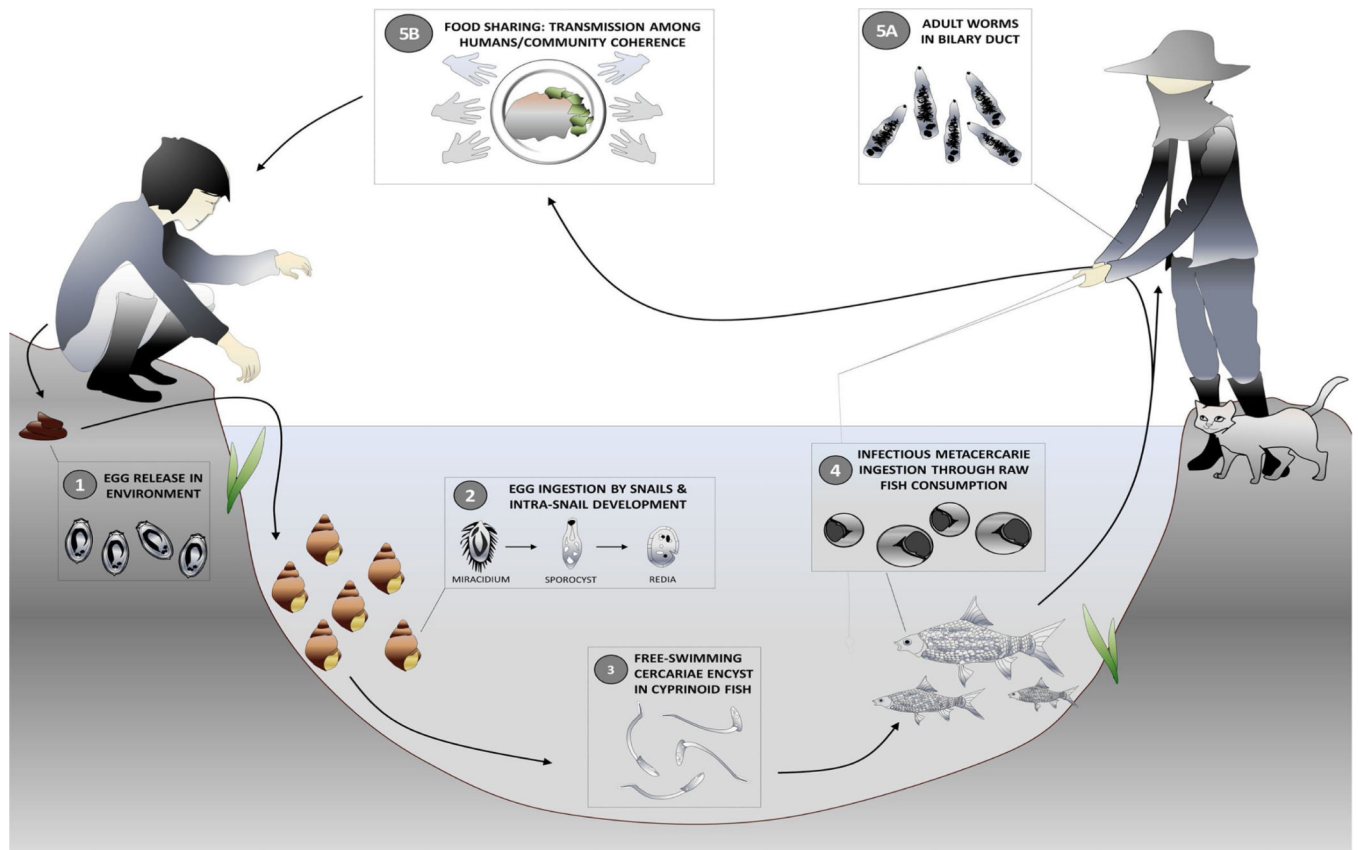 5B
FOOD SHARING: TRANSMISSION AMONG
HUMANS/COMMUNITY COHERENCE
5A
ADULT WORMS
IN BILARY DUCT
1
EGG RELEASE IN
ENVIRONMENT
2
EGG INGESTION BY SNAILS &
INTRA-SNAIL DEVELOPMENT
MIRACIDIUM
SPOROCYST
REDIA
3
FREE-SWIMMING
CERCARIAE ENCYST
IN CYPRINOID FISH
4
INFECTIOUS METACERCARIE
INGESTION THROUGH RAW
FISH CONSUMPTION